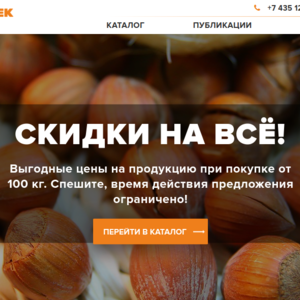 ЕК
+7 435 12
КАТАЛОГ
ПУБЛИКАЦИИ
СКИДКИ НА ВСЁ!
Выгодные цены на продукцию при покупке от
100 кг. Спешите, время действия предложения
ограничено!
ПЕРЕЙТИ В КАТАЛОГ